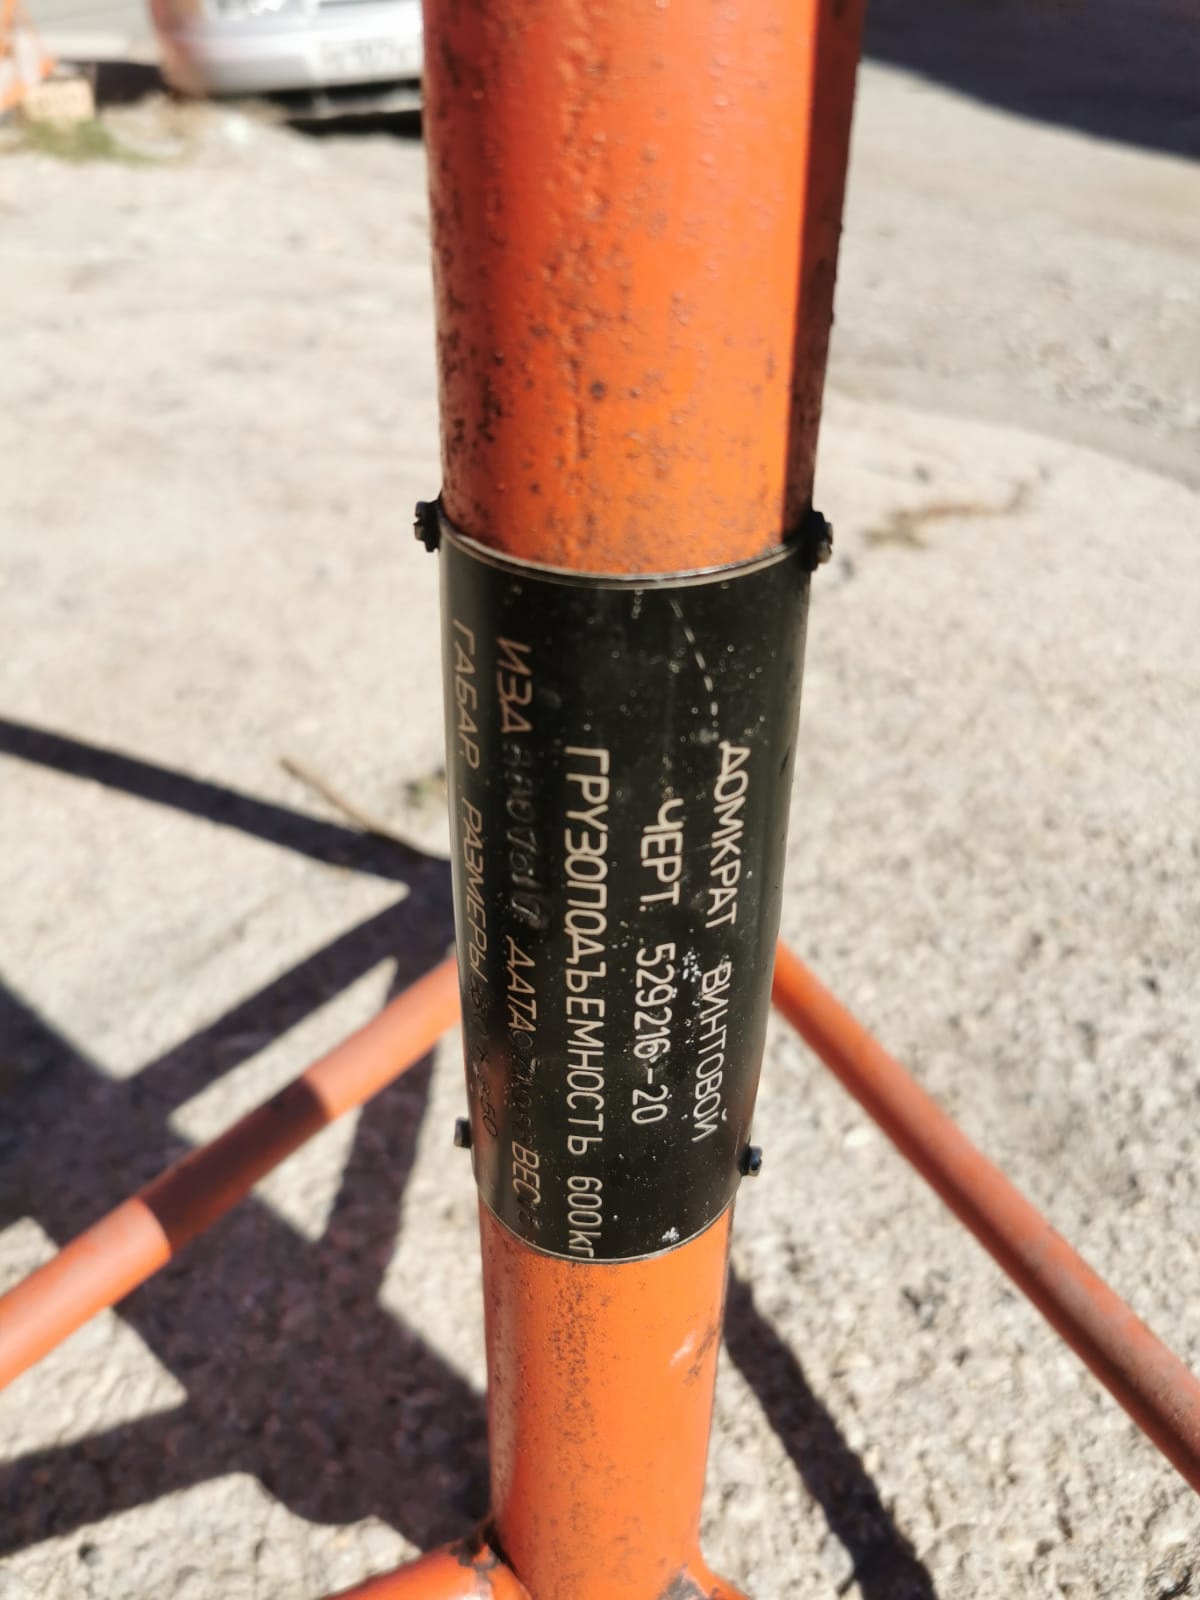 ДОМКРАТ ВИНТОВОЙ
ЧЕРТ. 529216-20
ГРУЗОПОДЪЕМНОСТЬ 600кг
ИЗД ДАТА ВЕС
ГАБАР. РАЗМЕРЫ